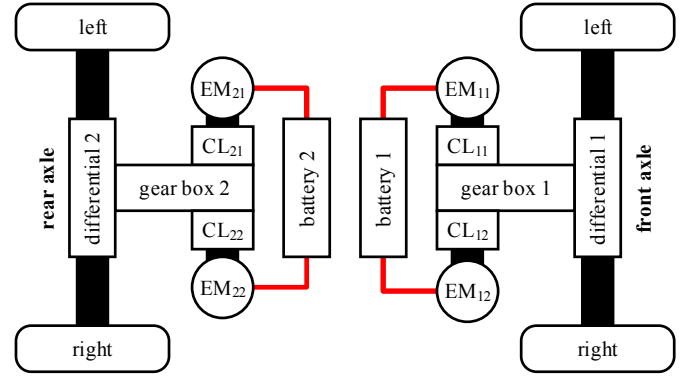 left
left
EM21
EM11
CL21
CL11
rear axle
differential 2
gear box 2
battery 2
battery 1
gear box 1
differential 1
front axle
CL22
CL12
EM22
EM12
right
right